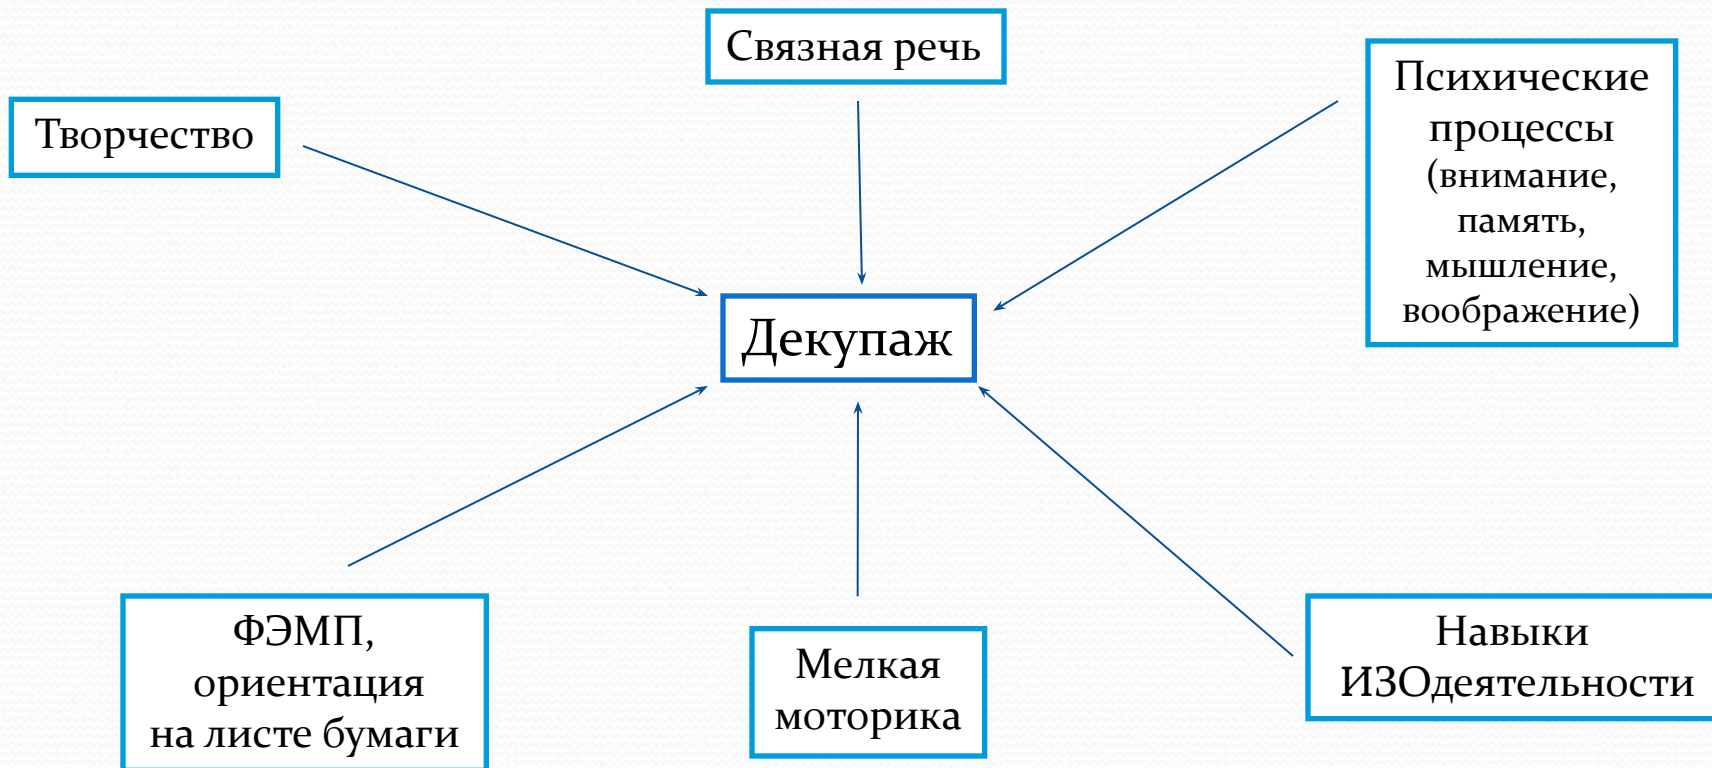 Связная речь
Творчество
Психические
процессы
(внимание,
память,
мышление,
воображение)
Декупаж
ФЭМП,
ориентация
на листе бумаги
Мелкая
моторика
Навыки
ИЗОдеятельности